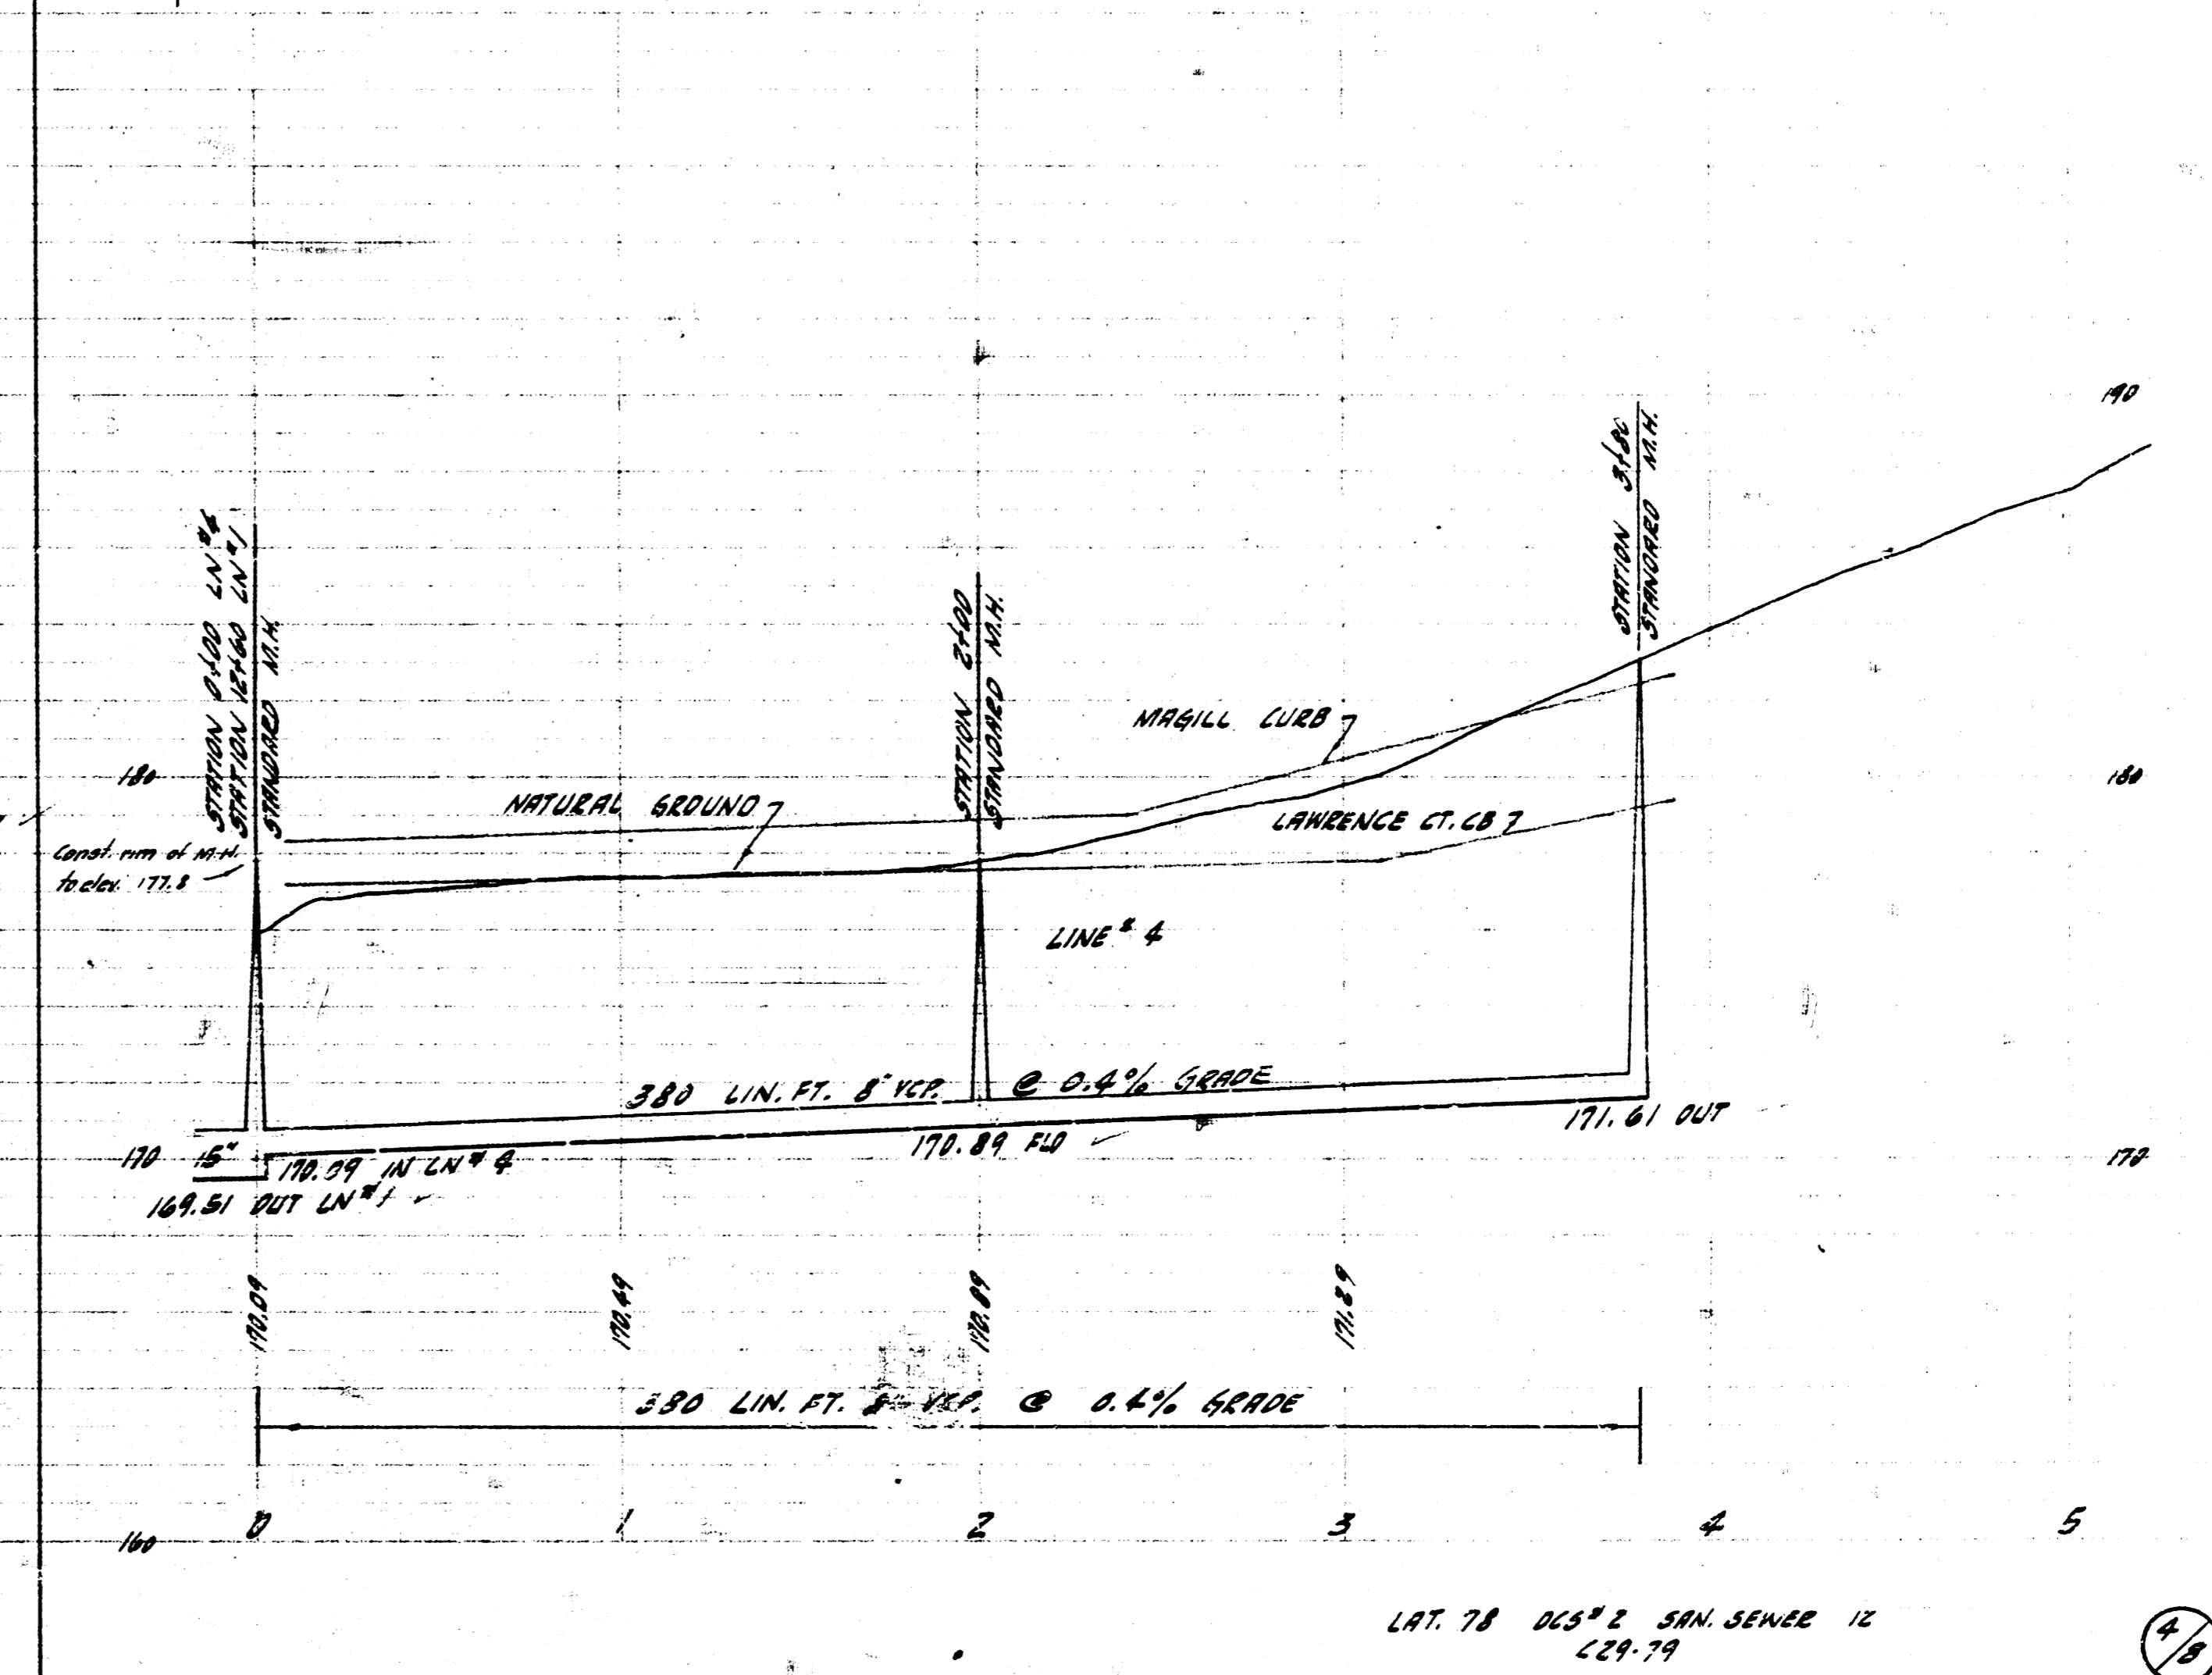 190
STATION 3+80
STANDARD M.H.
STATION 0+00 LN #4
STATION 12+60 LN #1
STANDARD M.H.
STATION 2+00
STANDARD M.H.
MAGILL CURB
180
NATURAL GROUND
180
LAWRENCE CT. CB
Const. rim of M.H.
to elev. 177.8
LINE # 4
380 LIN. FT. 8" VCP. @ 0.4% GRADE
171.61 OUT
170.89 FLO
170
15"
170.09 IN LN # 4
170
169.51 OUT LN #1
170.09
170.49
170.89
171.29
380 LIN. FT. 8" VCP. @ 0.4% GRADE
0 1 2 3 4 5
160
LAT. 78 DCS # 2 SAN. SEWER 12
C29-79
4/8